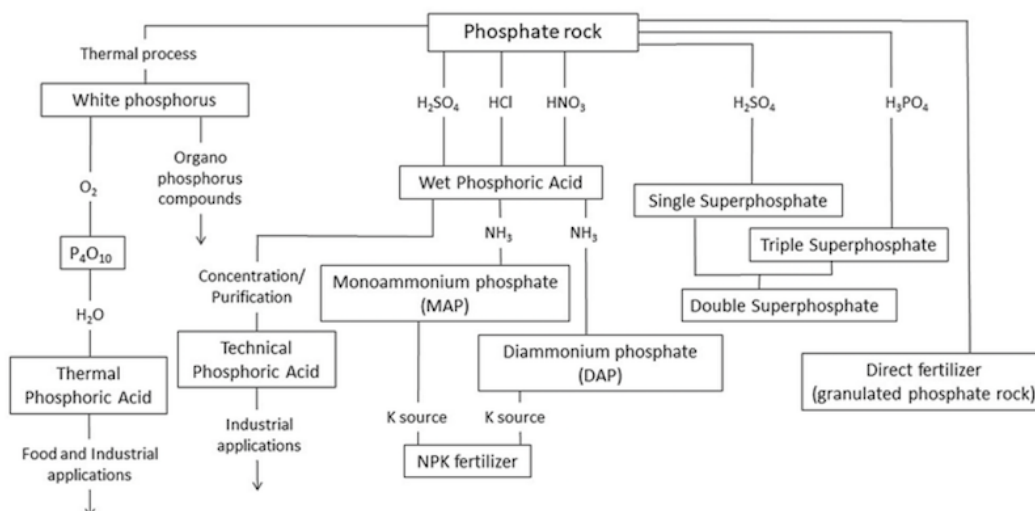 Phosphate rock
Thermal process
White phosphorus
H₂SO₄
HCl
HNO₃
H₂SO₄
H₃PO₄
O₂
Organo
phosphorus
compounds
Wet Phosphoric Acid
Single Superphosphate
P₄O₁₀
NH₃
NH₃
Triple Superphosphate
Concentration/
Purification
Monoammonium phosphate
(MAP)
Double Superphosphate
H₂O
Technical
Phosphoric Acid
Diammonium phosphate
(DAP)
Direct fertilizer
(granulated phosphate rock)
Thermal
Phosphoric Acid
Industrial
applications
K source
K source
Food and Industrial
applications
NPK fertilizer